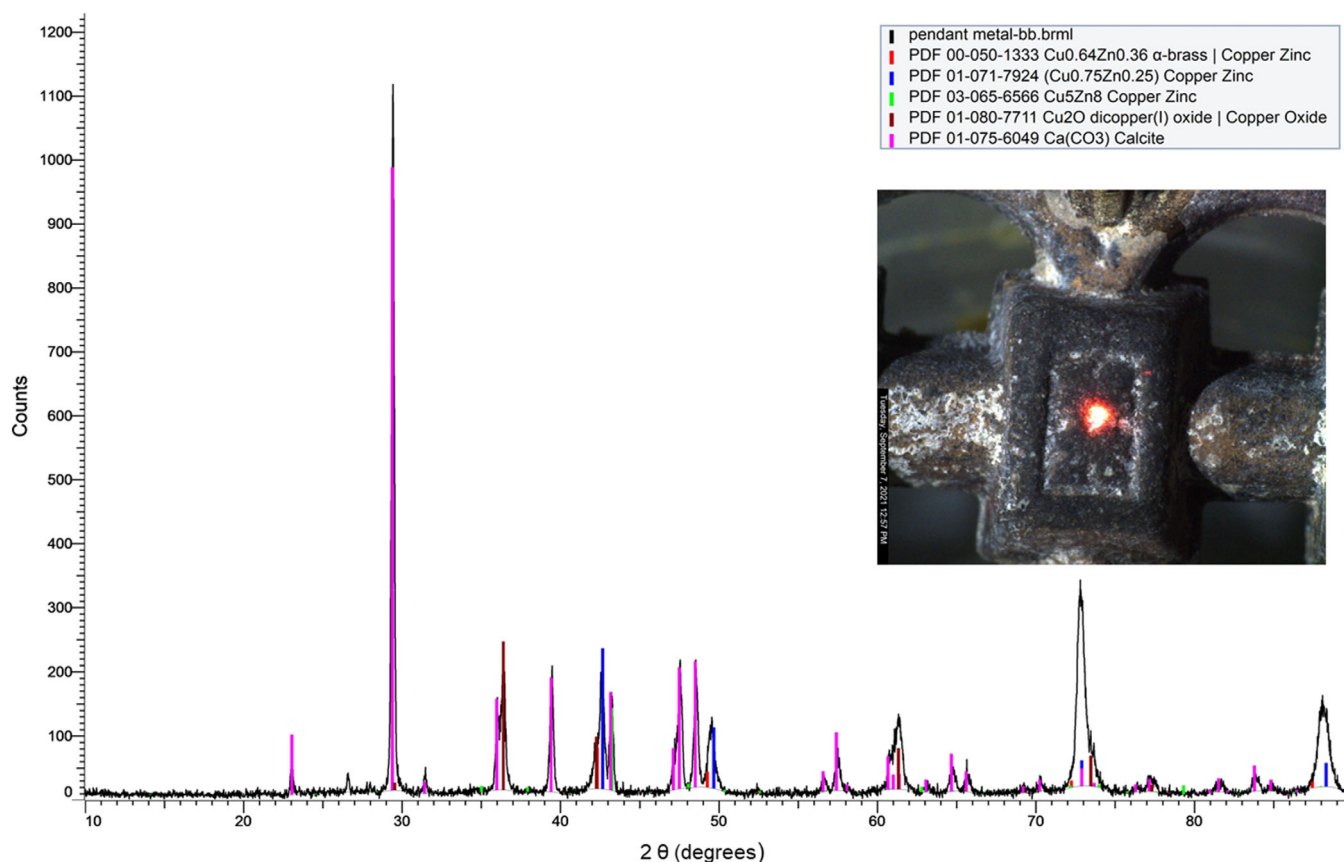 1200
1100
1000
900
800
700
600
500
400
300
200
100
0
Counts
10 20 30 40 50 60 70 80
2 θ (degrees)
pendant metal-bb.brml
PDF 00-050-1333 Cu0.64Zn0.36 α-brass | Copper Zinc
PDF 01-071-7924 (Cu0.75Zn0.25) Copper Zinc
PDF 03-065-6566 Cu5Zn8 Copper Zinc
PDF 01-080-7711 Cu2O dicopper(I) oxide | Copper Oxide
PDF 01-075-6049 Ca(CO3) Calcite
Tuesday, September 7, 2021 12:57 PM